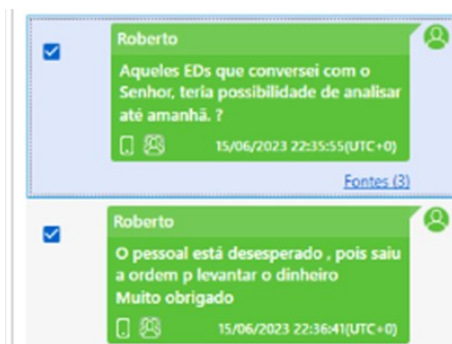 Roberto
Aqueles EDs que conversei com o
Senhor, teria possibilidade de analisar
até amanhã. ?
15/06/2023 22:35:55(UTC+0)
Fontes (3)
Roberto
O pessoal está desesperado , pois saiu
a ordem p levantar o dinheiro
Muito obrigado
15/06/2023 22:36:41(UTC+0)